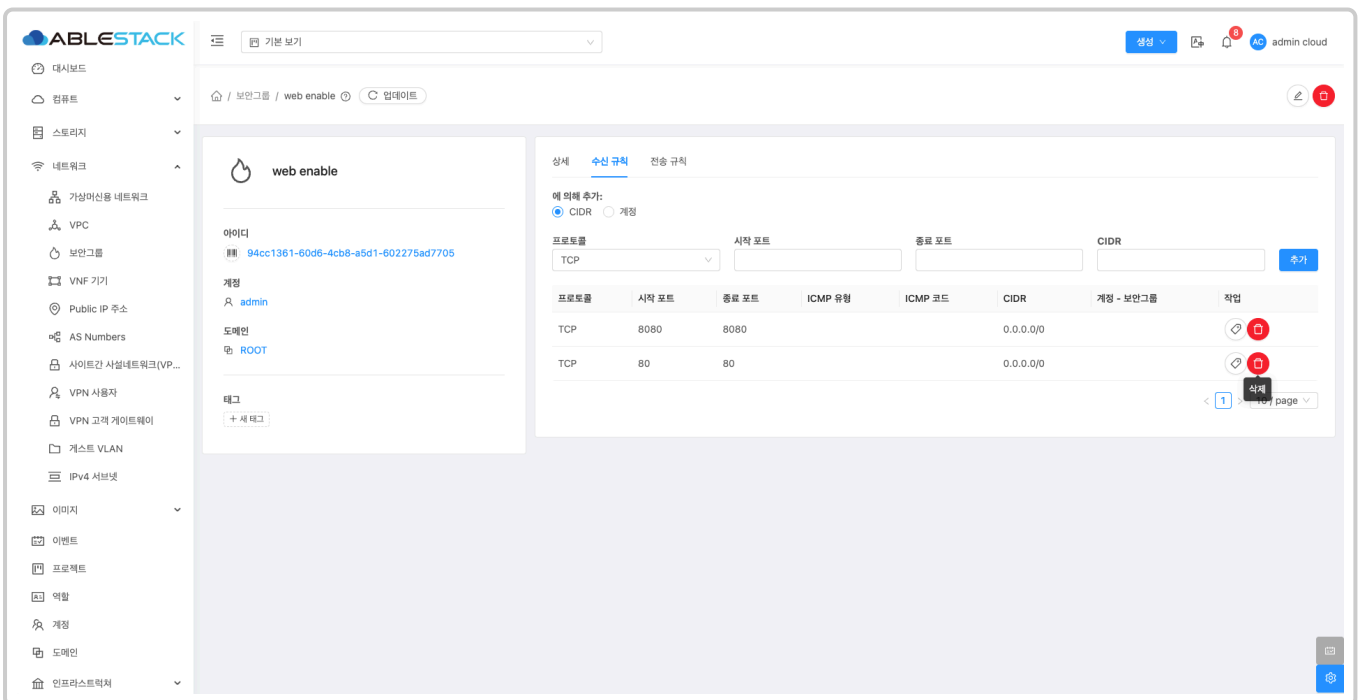 ABLESTACK
기본 보기
생성
8
AC
admin cloud
대시보드
컴퓨트
스토리지
네트워크
가상머신용 네트워크
VPC
보안그룹
VNF 기기
Public IP 주소
AS Numbers
사이트간 사설네트워크(VP...
VPN 사용자
VPN 고객 게이트웨이
게스트 VLAN
IPv4 서브넷
이미지
이벤트
프로젝트
역할
계정
도메인
인프라스트럭쳐
/ 보안그룹 / web enable
업데이트
web enable
아이디
94cc1361-60d6-4cb8-a5d1-602275ad7705
계정
admin
도메인
ROOT
태그
+ 새 태그
상세 수신 규칙 전송 규칙
에 의해 추가:
CIDR 계정
프로토콜 시작 포트 종료 포트 CIDR
TCP 추가
프로토콜 시작 포트 종료 포트 ICMP 유형 ICMP 코드 CIDR 계정 - 보안그룹 작업
TCP 8080 8080 0.0.0.0/0
TCP 80 80 0.0.0.0/0
삭제
< 1 > 10 / page